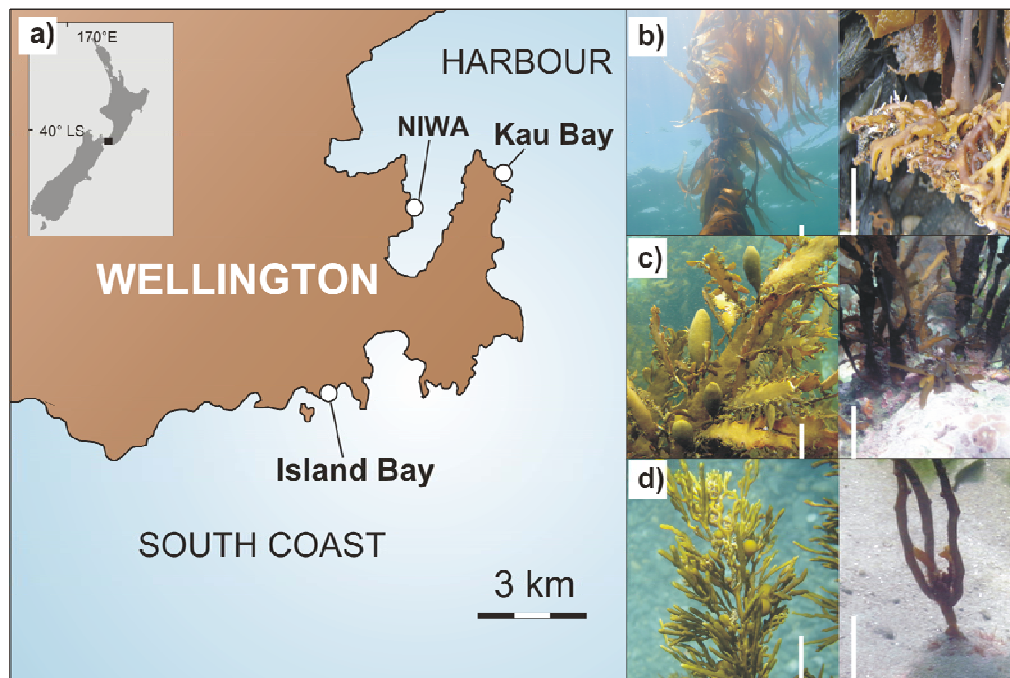 a)
170°E
40° LS
HARBOUR
NIWA
Kau Bay
WELLINGTON
Island Bay
SOUTH COAST
3 km
b)
c)
d)